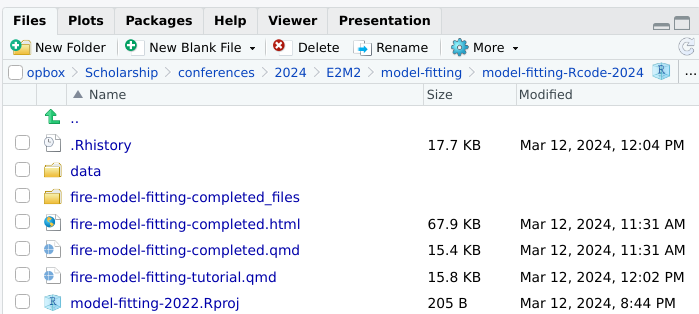 Files Plots Packages Help Viewer Presentation
New Folder New Blank File Delete Rename More
opbox Scholarship conferences 2024 E2M2 model-fitting model-fitting-Rcode-2024 R ...
Name Size Modified
..
.Rhistory 17.7 KB Mar 12, 2024, 12:04 PM
data
fire-model-fitting-completed_files
fire-model-fitting-completed.html 67.9 KB Mar 12, 2024, 11:31 AM
fire-model-fitting-completed.qmd 15.4 KB Mar 12, 2024, 11:31 AM
fire-model-fitting-tutorial.qmd 15.8 KB Mar 12, 2024, 12:02 PM
R model-fitting-2022.Rproj 205 B Mar 12, 2024, 8:44 PM